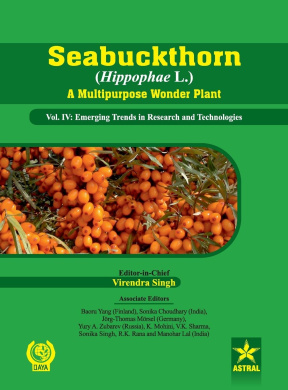 Seabuckthorn
(Hippophae L.)
A Multipurpose Wonder Plant
Vol. IV: Emerging Trends in Research and Technologies
Editor-in-Chief
Virendra Singh
Associate Editors
Baoru Yang (Finland), Sonika Choudhary (India),
Jörg-Thomas Mörsel (Germany),
Yury A. Zubarev (Russia), K. Mohini, V.K. Sharma,
Sonika Singh, R.K. Rana and Manohar Lal (India)
DAYA
ASTRAL